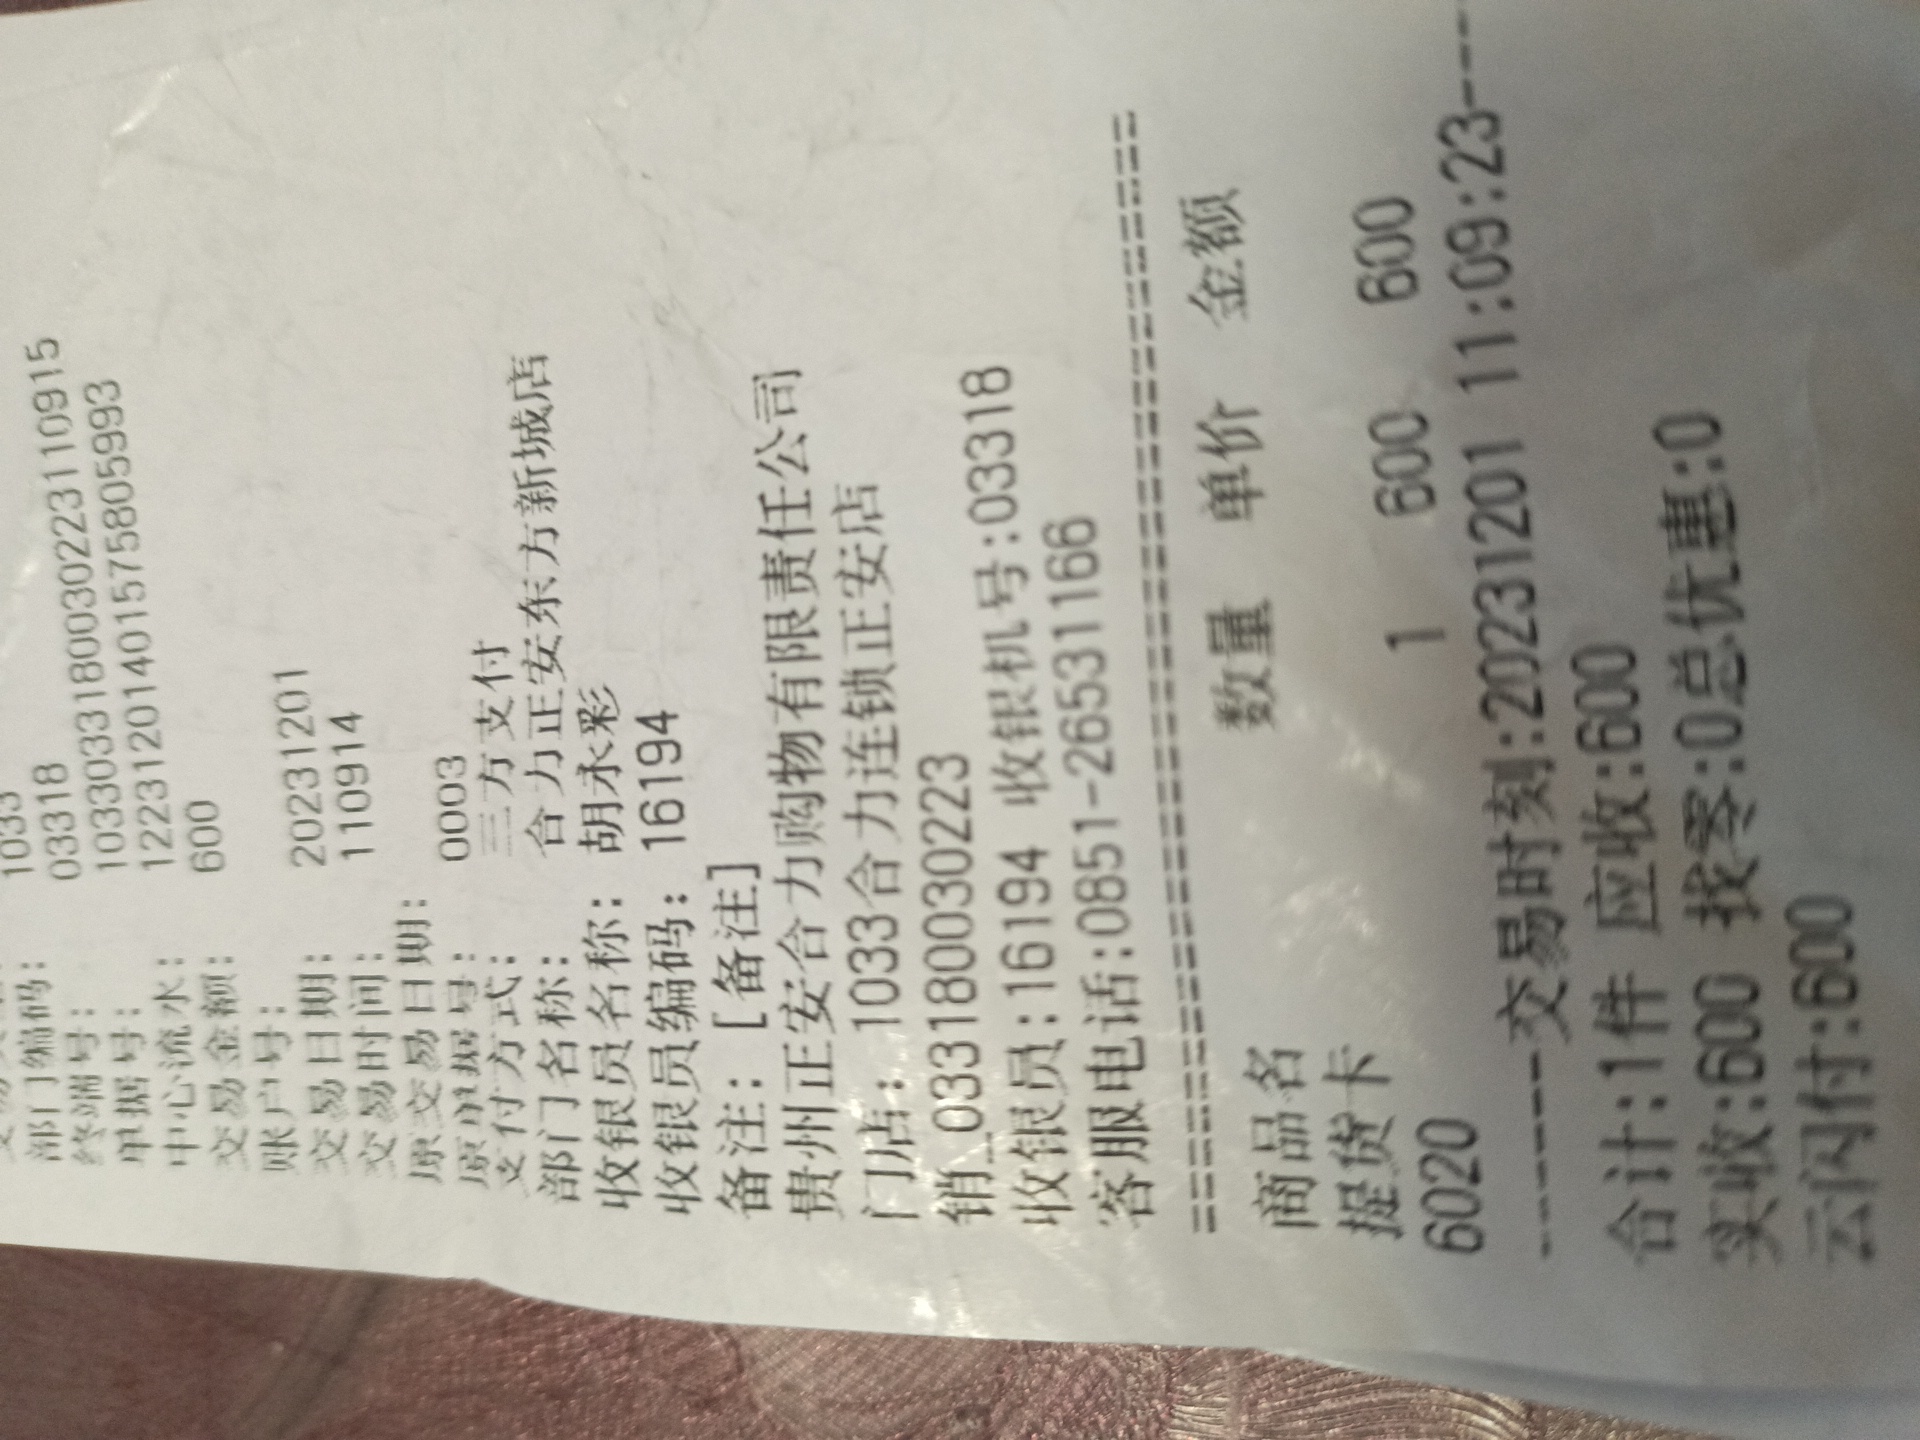 1033
部门编码: 03318
终端号: 10330331800302231109​15
单据号: 12231201401575805993
中心流水: 600
交易金额:
账户号: 20231201
交易日期: 110914
交易时间:
原交易日期: 0003
原单据号: 三方支付
支付方式: 合力正安东方新城店
部门名称: 胡永彩
收银员名称: 16194
收银员编码:
备注: [备注]
贵州正安合力购物有限责任公司
门店: 1033合力连锁正安店
销_03318003​0223
收银员:16194 收银机号:03318
客服电话:0851-26531166
================================
商品名 数量 单价 金额
提货卡
6020 1 600 600
------交易时刻:20231201 11:09:23----
合计:1件 应收:600
实收:600 找零:0总优惠:0
云闪付:600